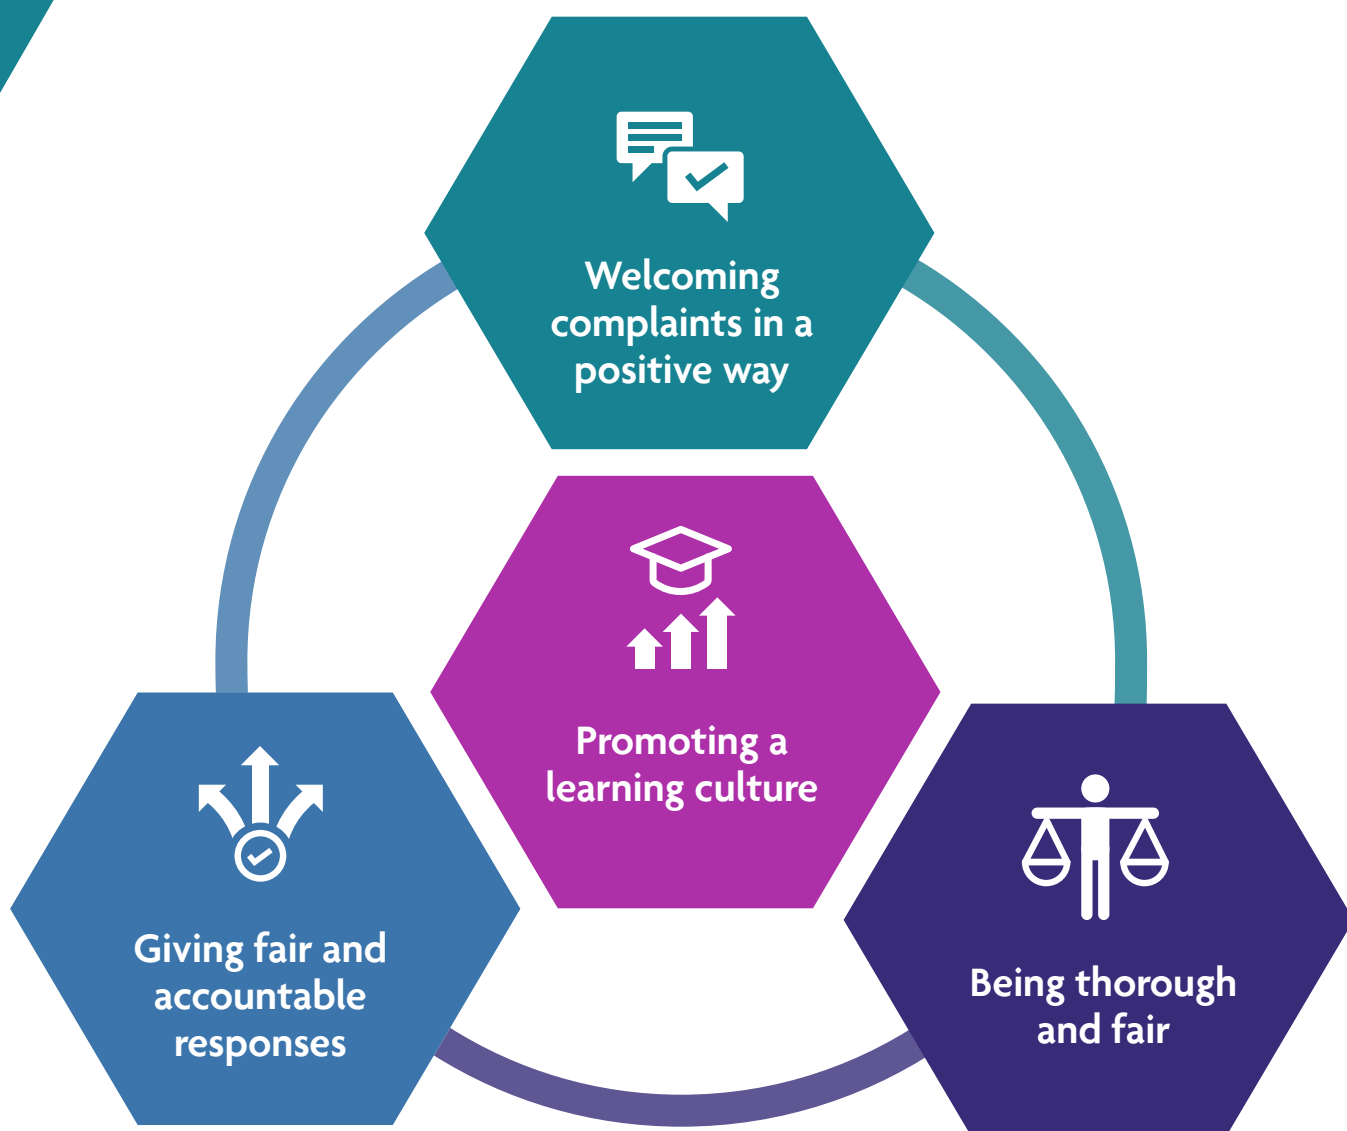 Welcoming
complaints in a
positive way
Promoting a
learning culture
Giving fair and
accountable
responses
Being thorough
and fair